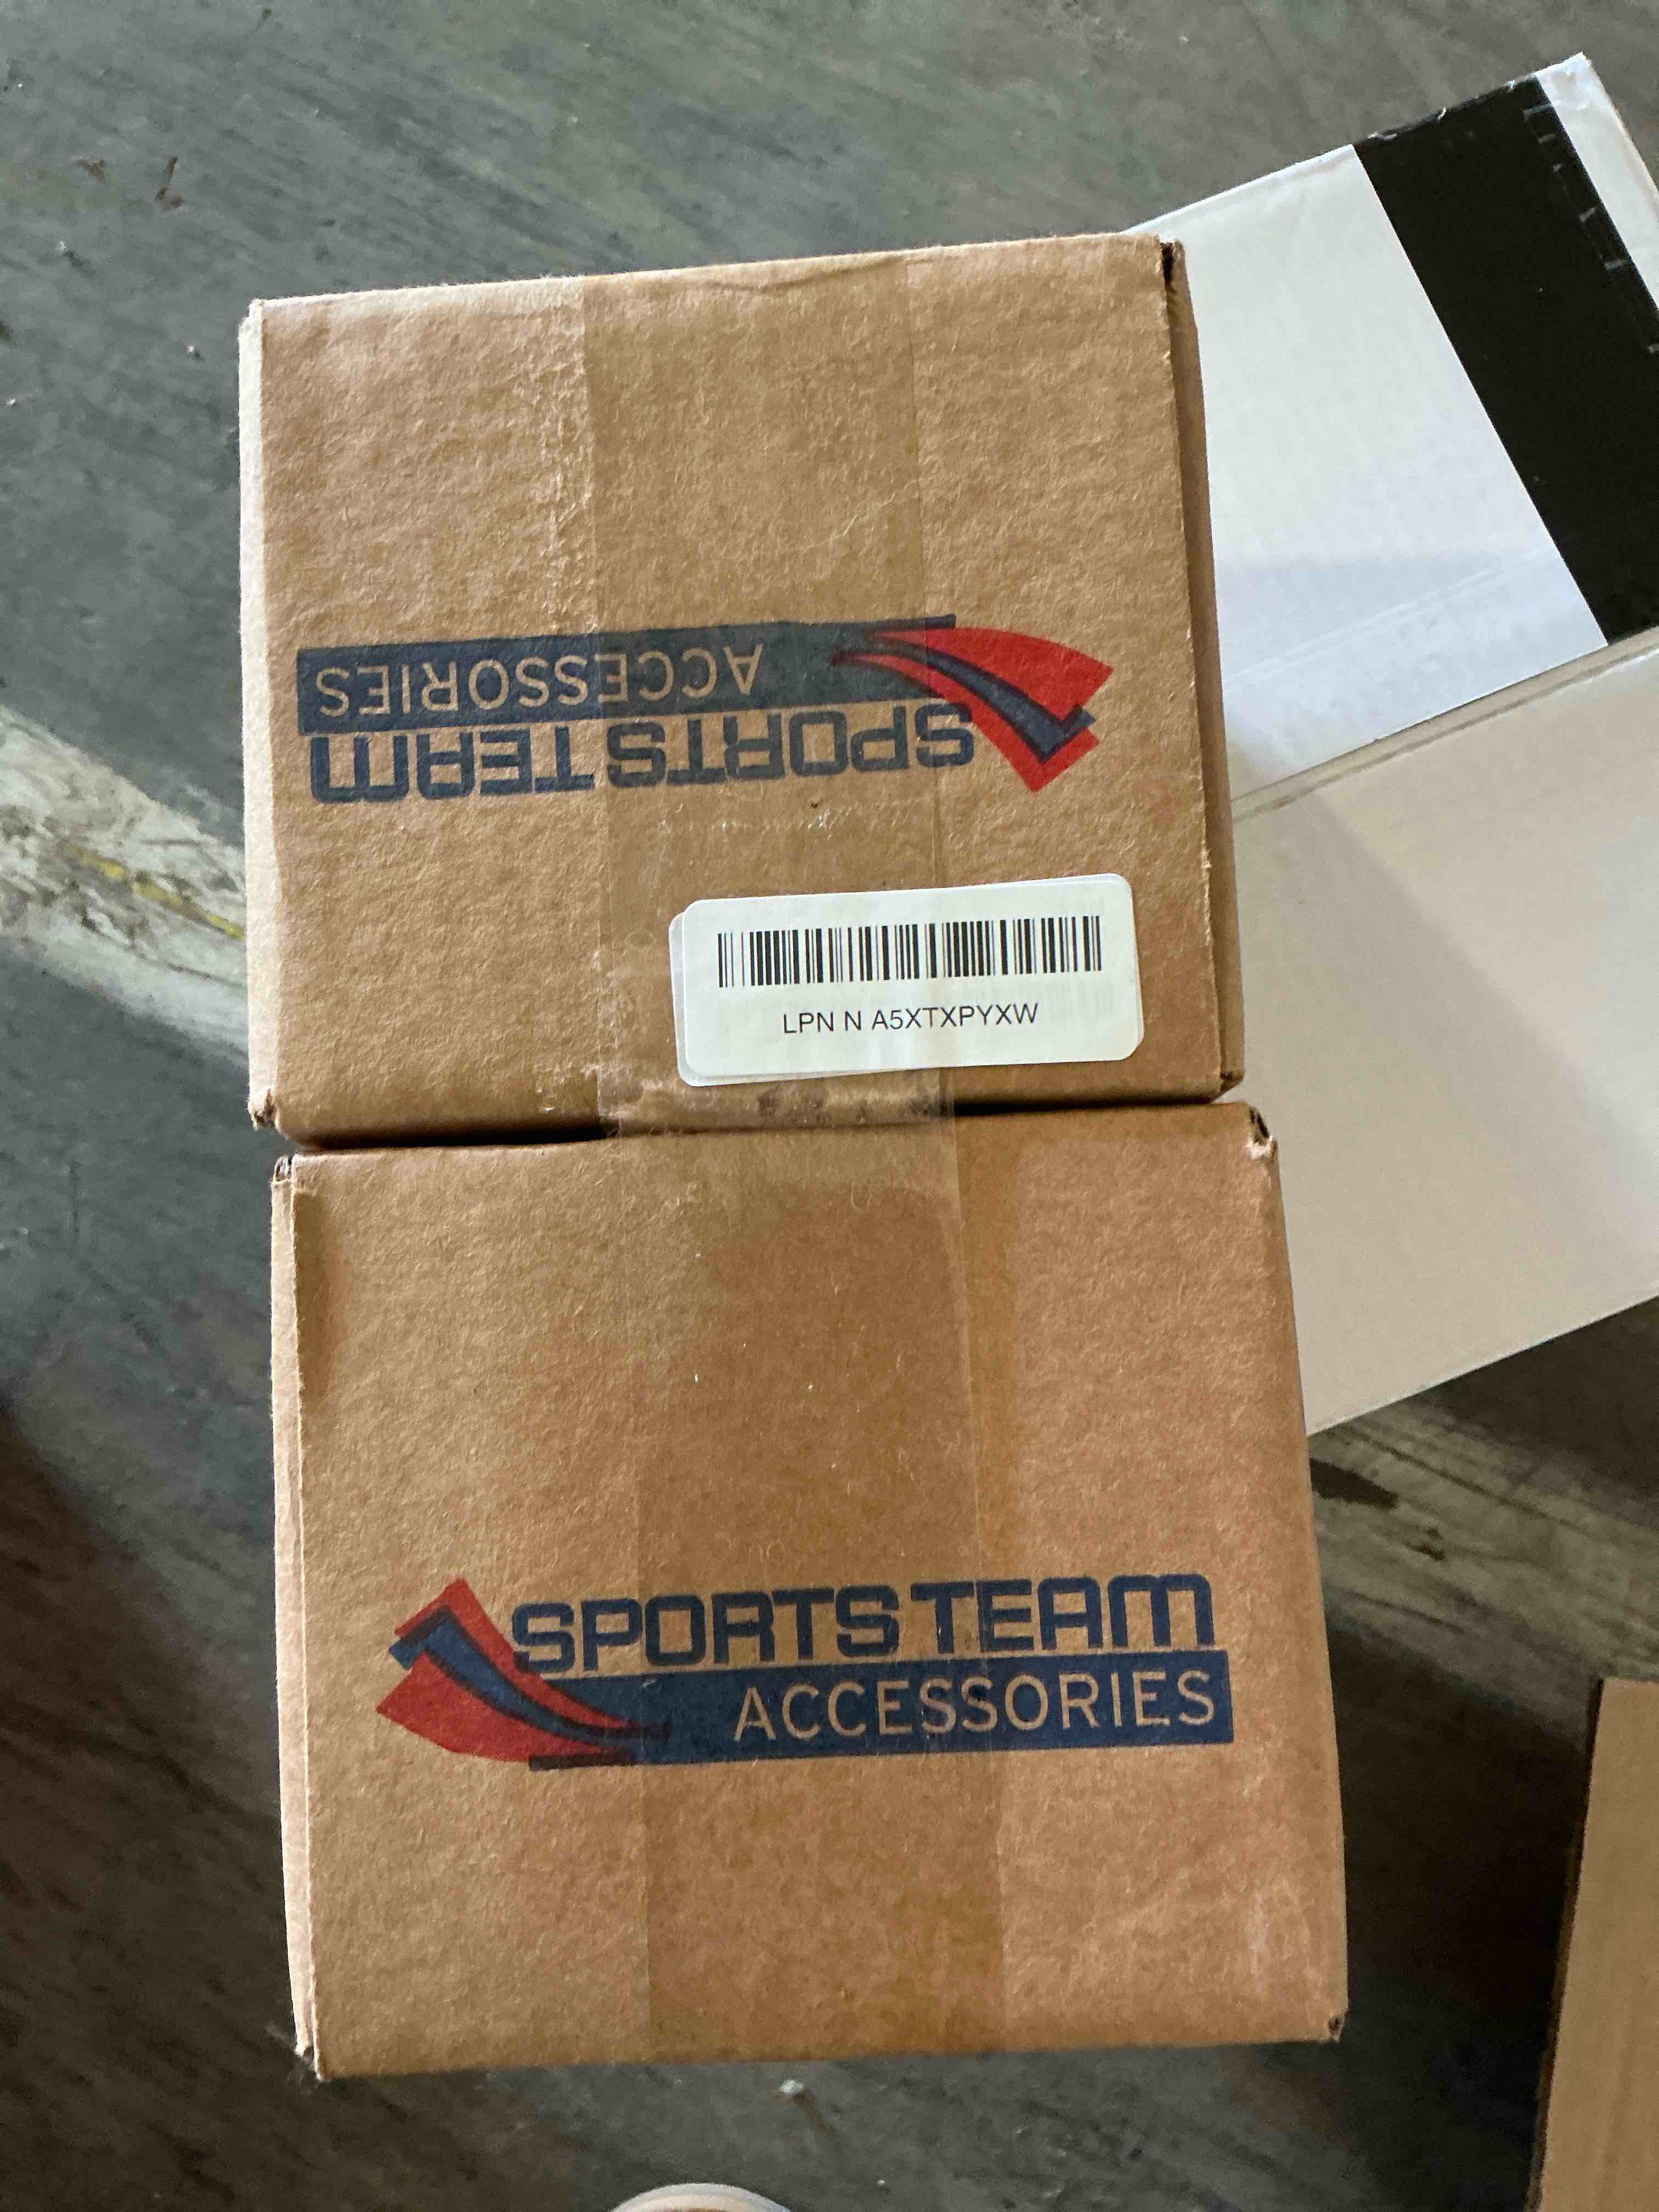 SPORTS TEAM
ACCESSORIES
LPN N A5XTXPYXW
SPORTS TEAM
ACCESSORIES